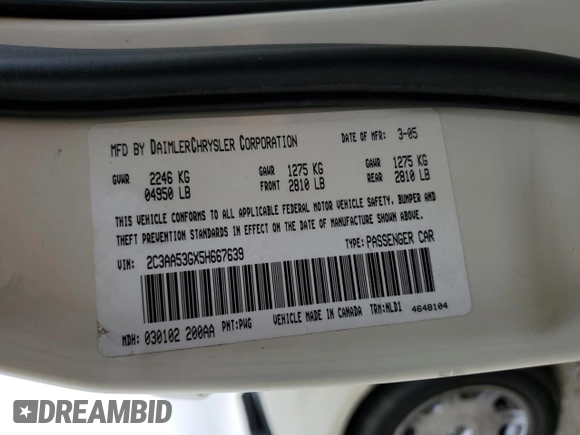 MFD BY DAIMLERCHRYSLER CORPORATION DATE OF MFR: 3-05
GVWR 2246 KG GAWR 1275 KG GAWR 1275 KG
04950 LB FRONT 2810 LB REAR 2810 LB
THIS VEHICLE CONFORMS TO ALL APPLICABLE FEDERAL MOTOR VEHICLE SAFETY, BUMPER AND
THEFT PREVENTION STANDARDS IN EFFECT ON THE DATE OF MANUFACTURE SHOWN ABOVE.
VIN: 2C3AA53GX5H667639 TYPE: PASSENGER CAR
MDH: 030102 200AA PNT: PWG VEHICLE MADE IN CANADA TRM: NLD1 4648104
DREAMBID